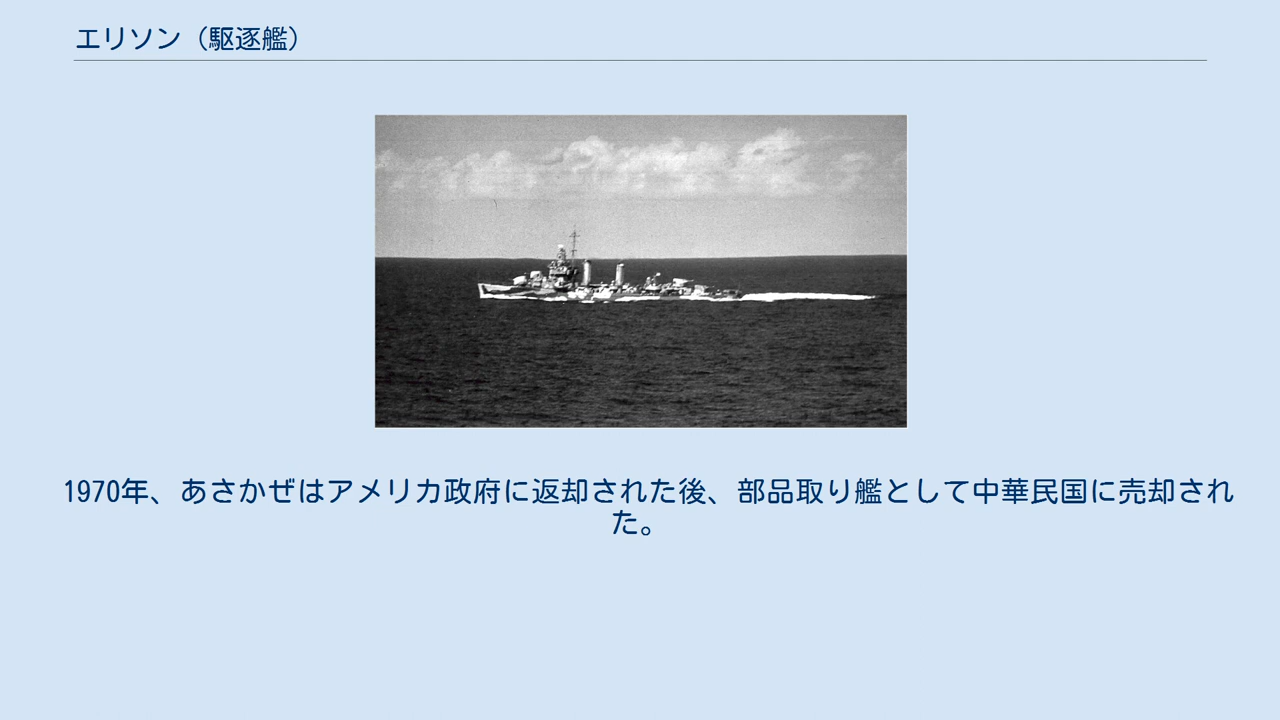 エリソン（駆逐艦）
1970年、あさかぜはアメリカ政府に返却された後、部品取り艦として中華民国に売却され
た。